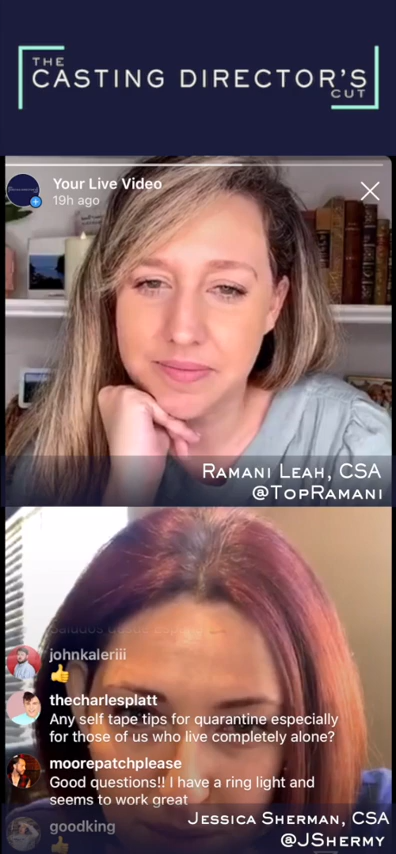 THE
CASTING DIRECTOR'S
CUT
Your Live Video
19h ago
RAMANI LEAH, CSA
@TOPRAMANI
johnkaleriii
👍
thecharlesplatt
Any self tape tips for quarantine especially
for those of us who live completely alone?
moorepatchplease
Good questions!! I have a ring light and
seems to work great
JESSICA SHERMAN, CSA
goodking
@JSHERMY
👍